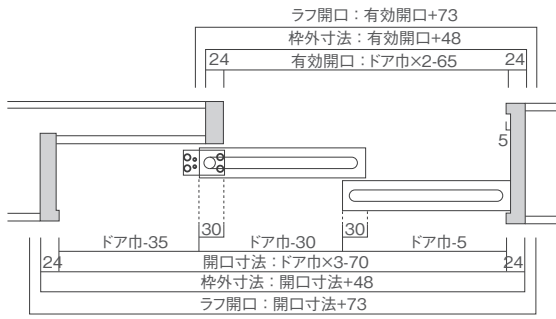 ラフ開口：有効開口+73
枠外寸法：有効開口+48
24 有効開口：ドア巾×2-65 24
5
30 30
ドア巾-35 ドア巾-30 ドア巾-5
24 開口寸法：ドア巾×3-70 24
枠外寸法：開口寸法+48
ラフ開口：開口寸法+73